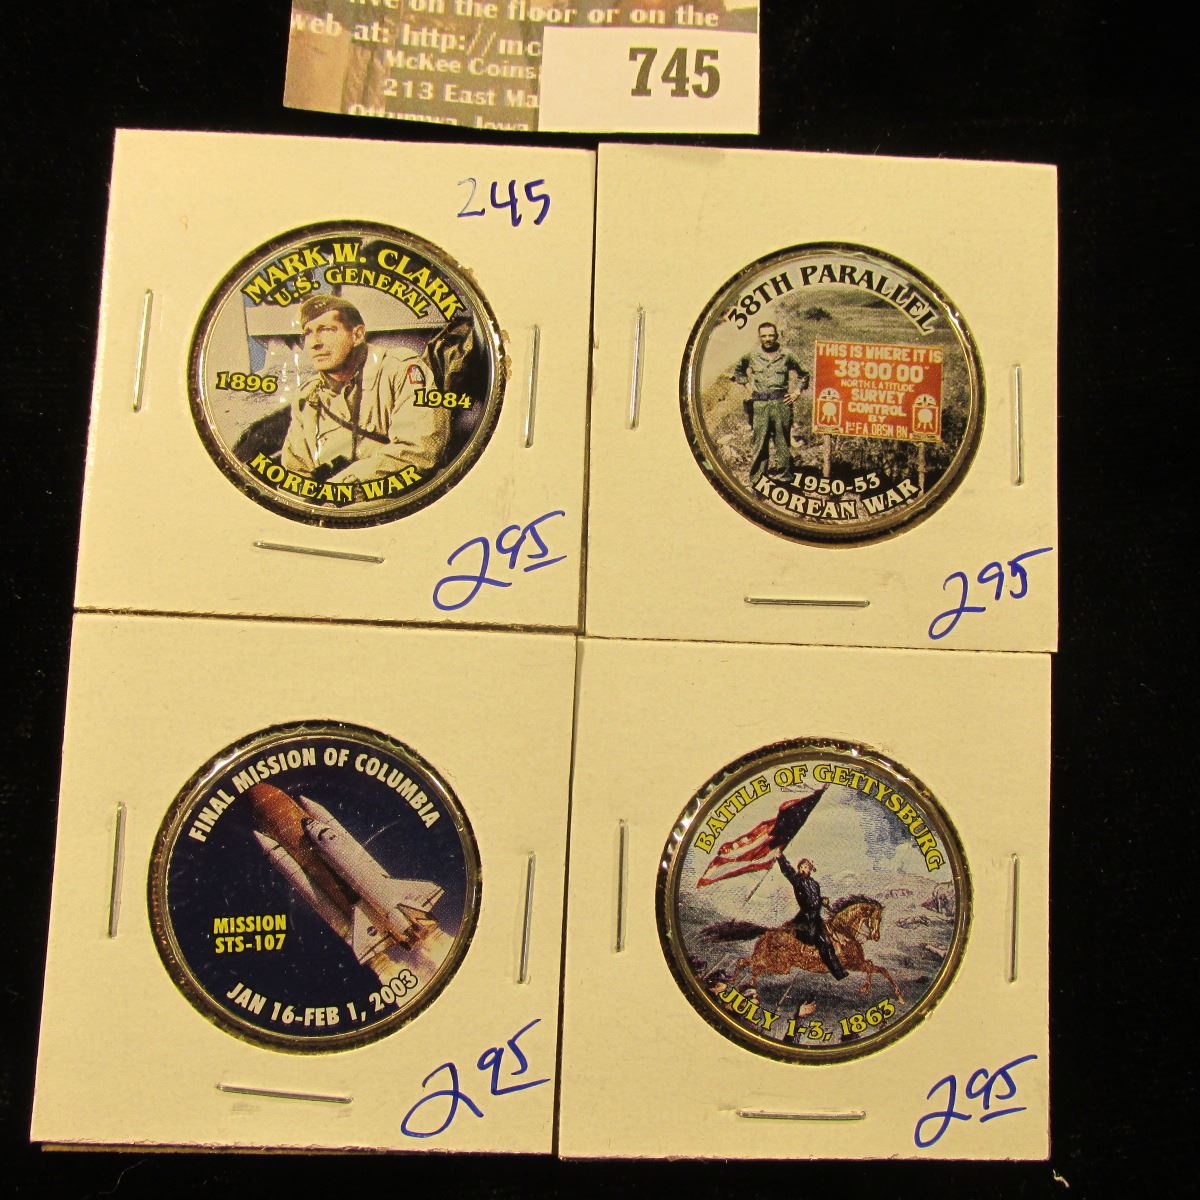 live on the floor or on the
web at: http://mc
McKee Coins
213 East Ma
Ottumwa, Iowa
745
245
MARK W. CLARK
U.S. GENERAL
1896
1984
KOREAN WAR
295
38TH PARALLEL
THIS IS WHERE IT IS
38°00'00"
NORTH LATITUDE
SURVEY
CONTROL
BY
1ST F.A. OBSN BN
1950-53
KOREAN WAR
295
FINAL MISSION OF COLUMBIA
MISSION
STS-107
JAN 16-FEB 1, 2003
295
BATTLE OF GETTYSBURG
JULY 1-3, 1863
295